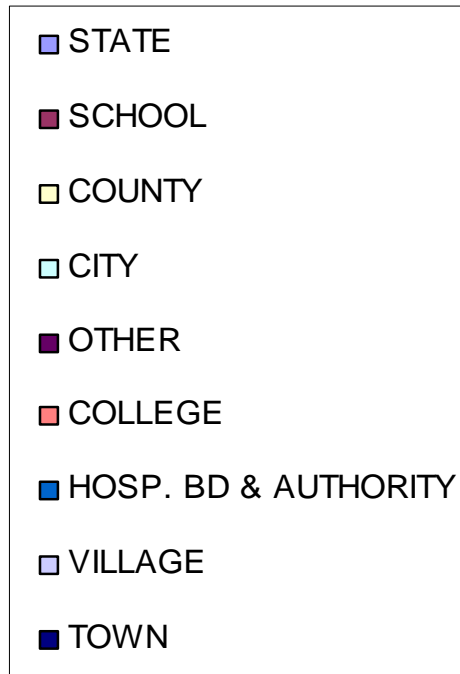 STATE
SCHOOL
COUNTY
CITY
OTHER
COLLEGE
HOSP. BD & AUTHORITY
VILLAGE
TOWN